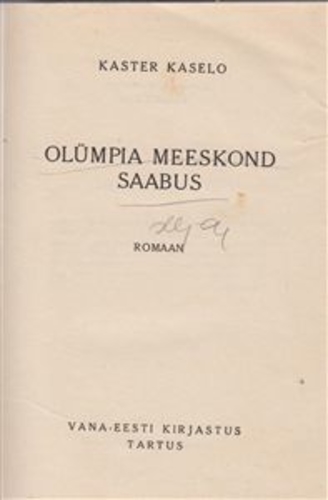 KASTER KASELO
OLÜMPIA MEESKOND
SAABUS
ROMAAN
VANA-EESTI KIRJASTUS
TARTUS